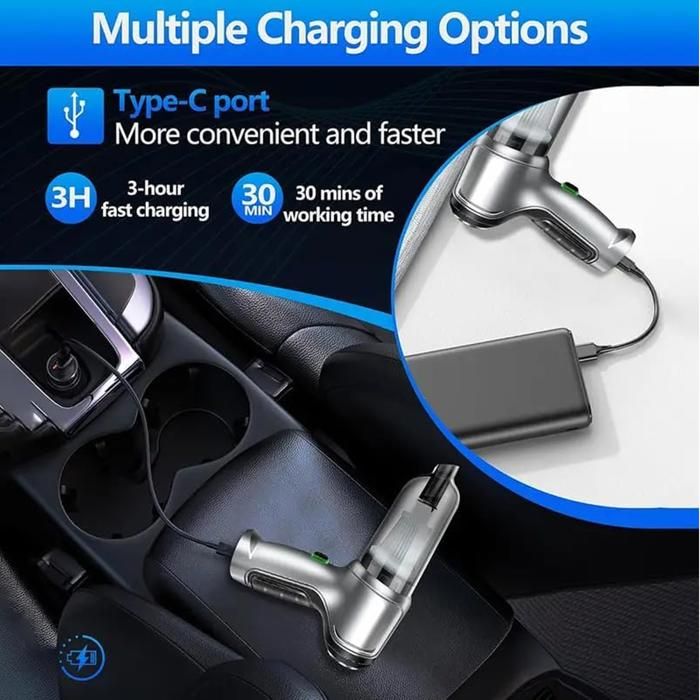 Multiple Charging Options
Type-C port
More convenient and faster
3H
3-hour
fast charging
30
MIN
30 mins of
working time